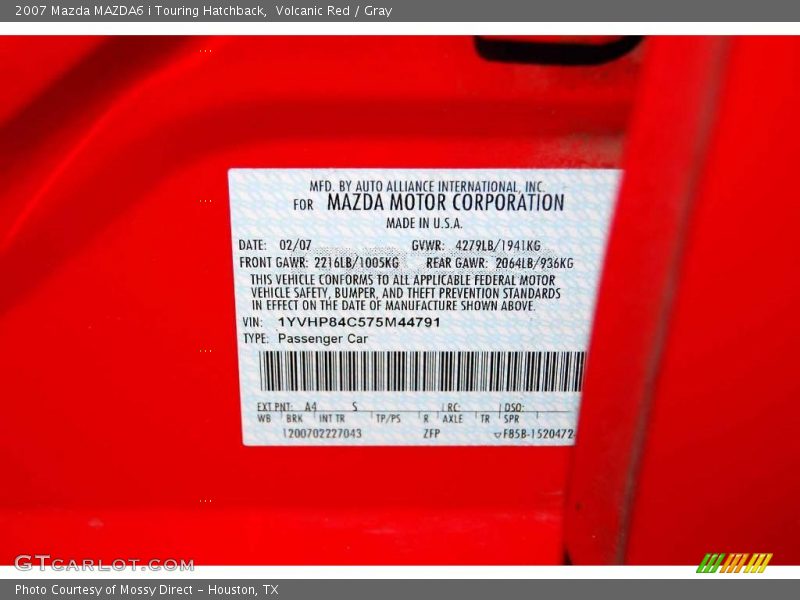 2007 Mazda MAZDA6 i Touring Hatchback,  Volcanic Red / Gray
MFD. BY AUTO ALLIANCE INTERNATIONAL, INC.
FOR MAZDA MOTOR CORPORATION
MADE IN U.S.A.
DATE: 02/07 GVWR: 4279LB/1941KG
FRONT GAWR: 2216LB/1005KG REAR GAWR: 2064LB/936KG
THIS VEHICLE CONFORMS TO ALL APPLICABLE FEDERAL MOTOR
VEHICLE SAFETY, BUMPER, AND THEFT PREVENTION STANDARDS
IN EFFECT ON THE DATE OF MANUFACTURE SHOWN ABOVE.
VIN: 1YVHP84C575M44791
TYPE: Passenger Car
EXT PNT: A4 S RC: DSO:
WB BRK INT TR TP/PS R AXLE TR SPR
1200702227043 ZFP ▽F85B-1520472
GTCARLOT.COM
Photo Courtesy of Mossy Direct - Houston, TX